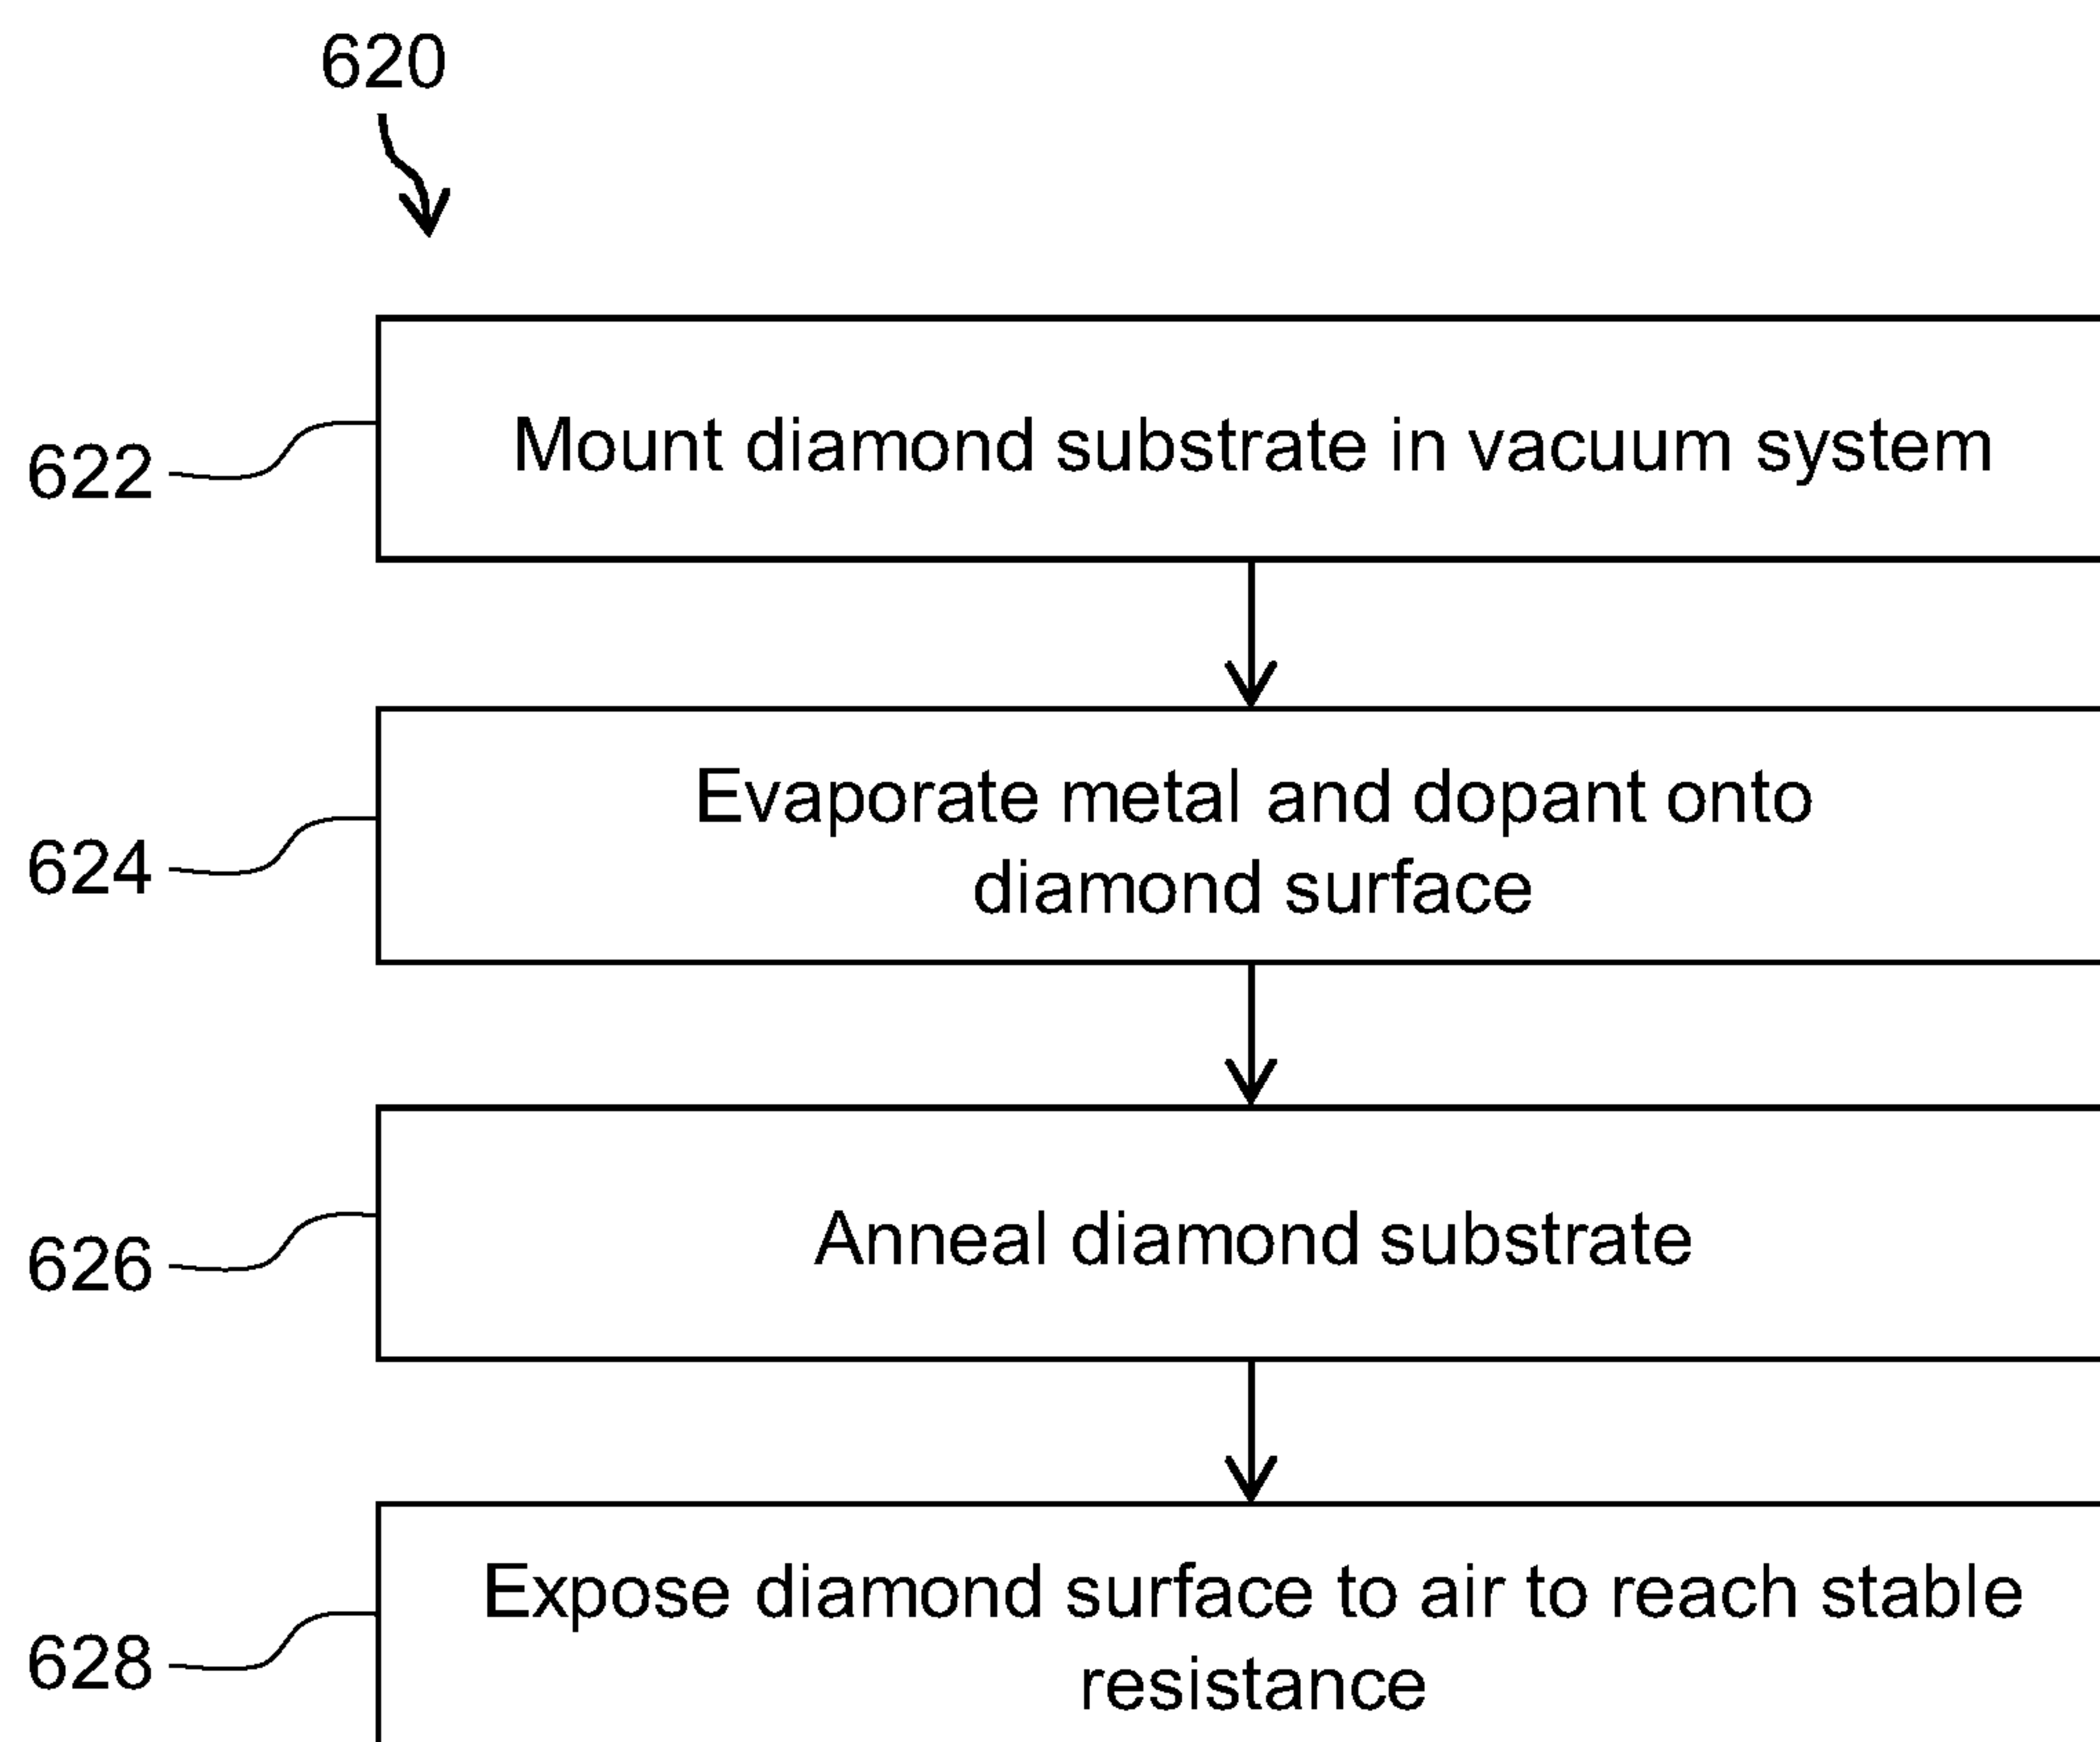 620
622
Mount diamond substrate in vacuum system
624
Evaporate metal and dopant onto
diamond surface
626
Anneal diamond substrate
628
Expose diamond surface to air to reach stable
resistance